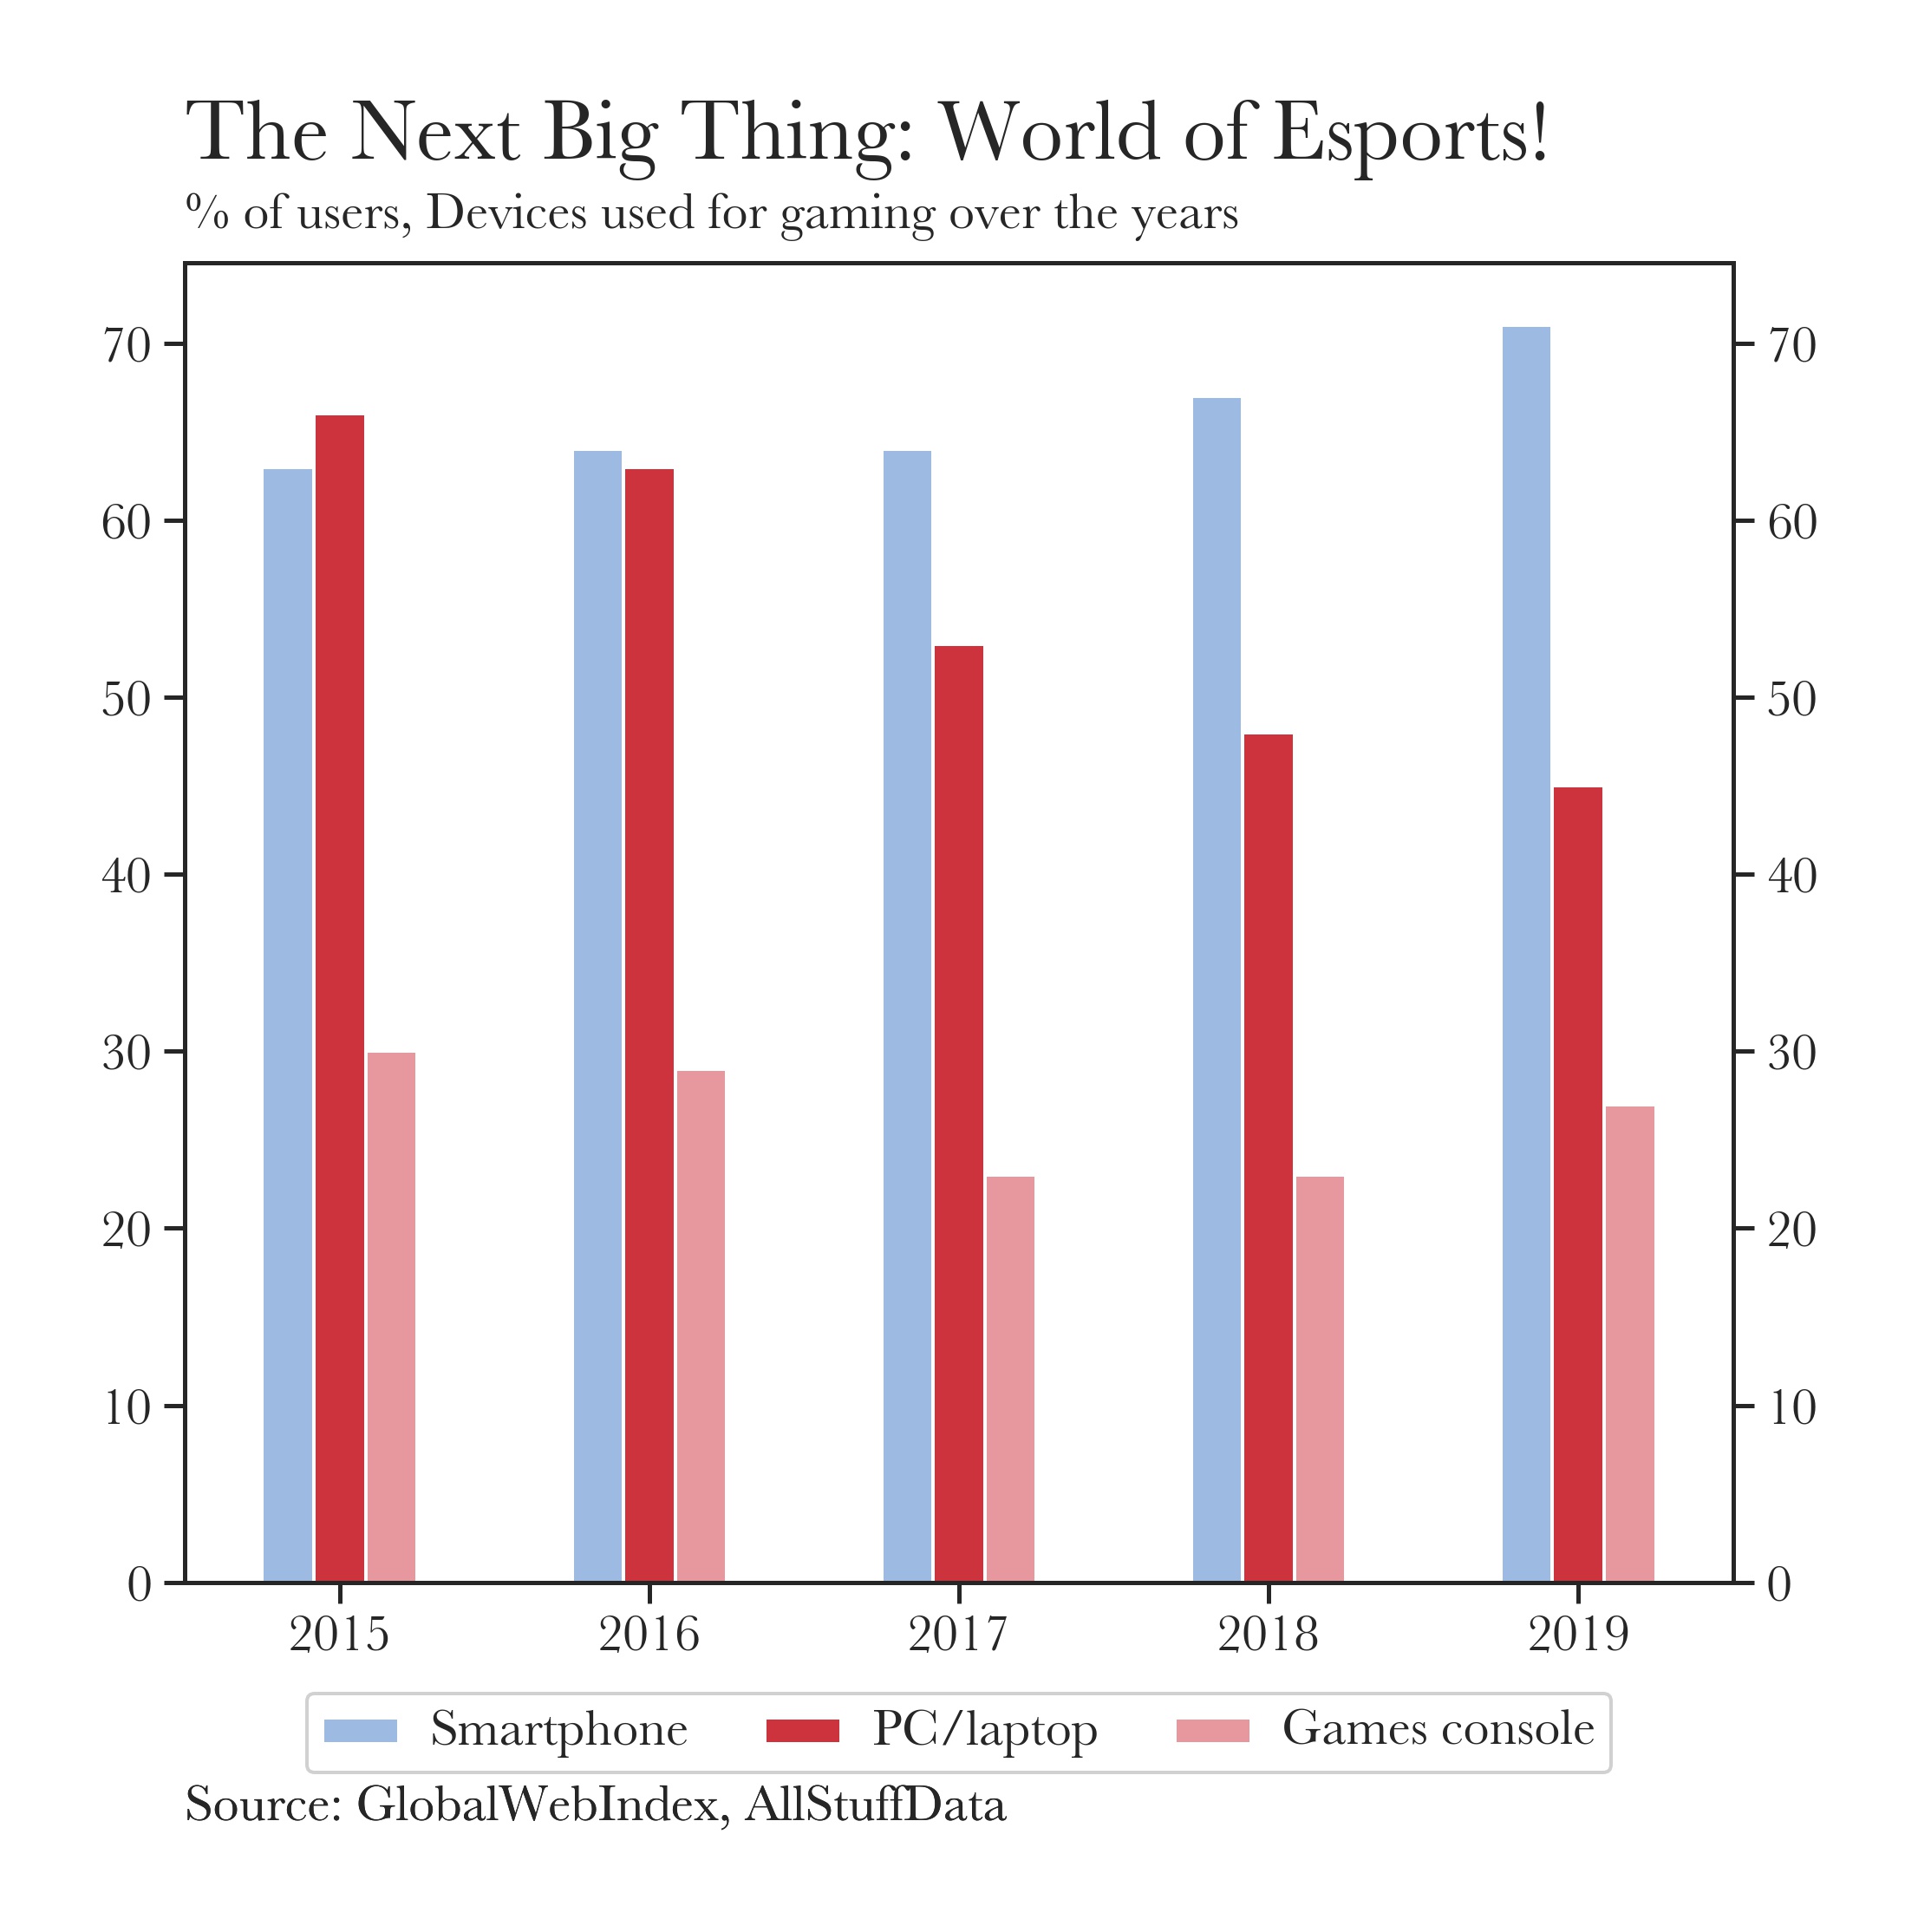 The Next Big Thing: World of Esports!
% of users, Devices used for gaming over the years
70 70
60 60
50 50
40 40
30 30
20 20
10 10
0 0
2015 2016 2017 2018 2019
Smartphone PC/laptop Games console
Source: GlobalWebIndex, AllStuffData